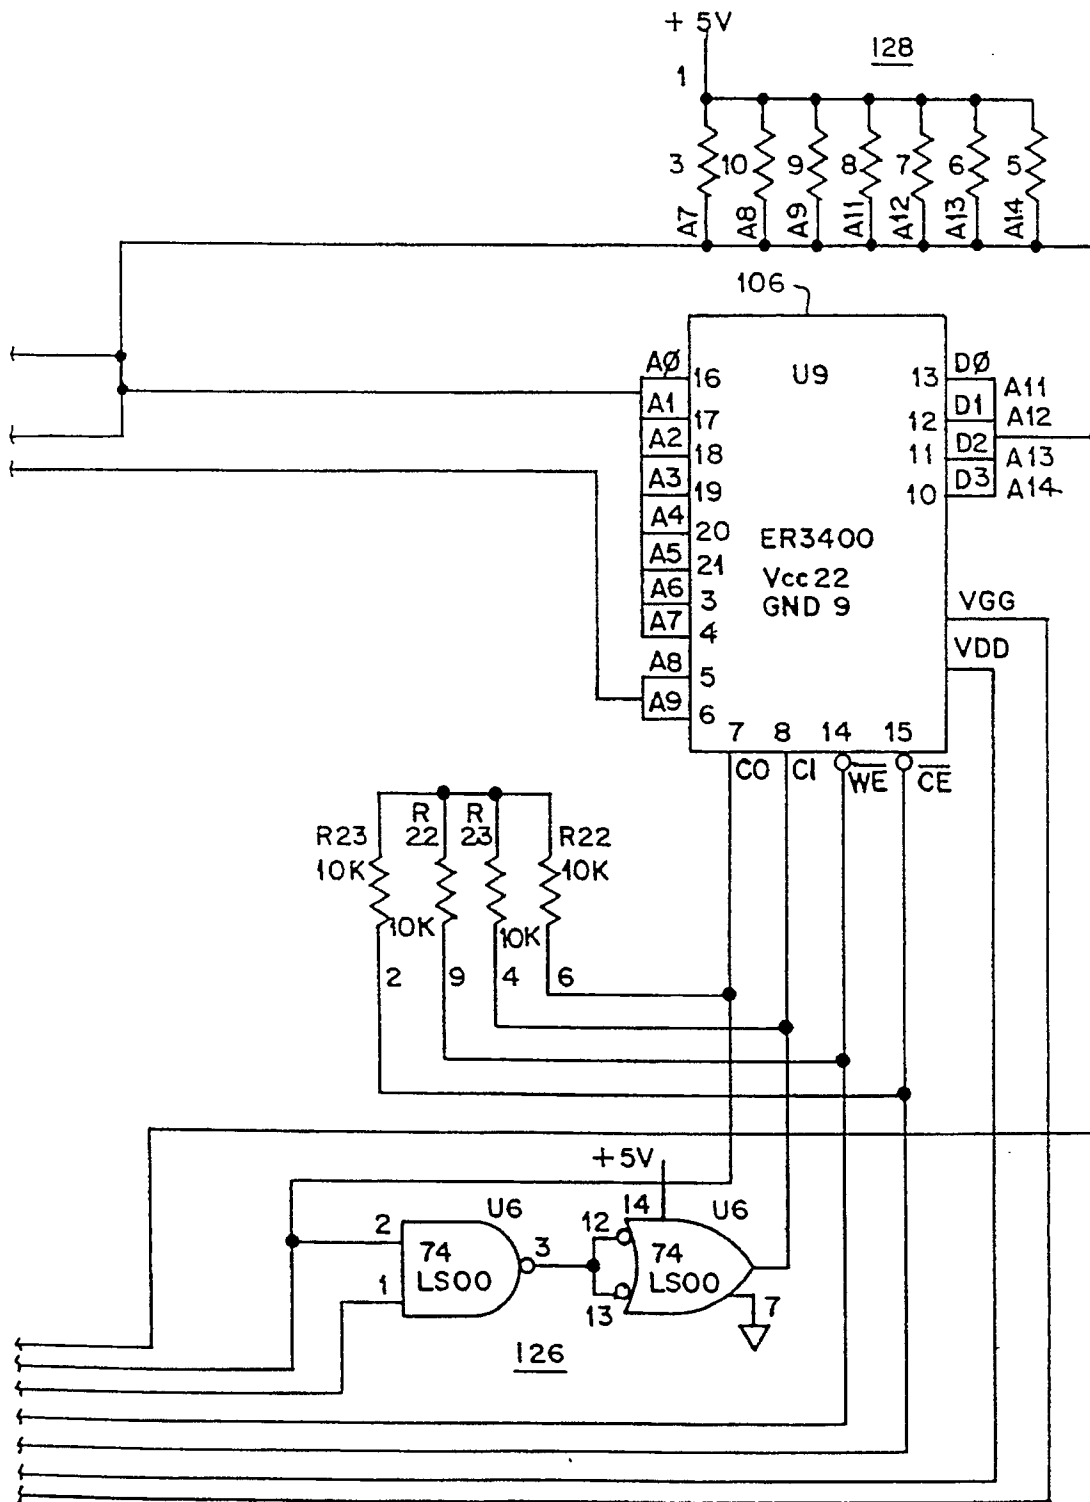 +5V
128
1
3 10 9 8 7 6 5
A7 A8 A9 A11 A12 A13 A14
106
U9
AØ 16
A1 17
A2 18
A3 19
A4 20
A5 21
A6 3
A7 4
A8 5
A9 6
13 DØ A11
12 D1 A12
11 D2 A13
10 D3 A14
ER3400
Vcc 22
GND 9
VGG
VDD
7 8 14 15
C0 C1 W̅E̅ C̅E̅
R23 10K
R 22 10K
R 23 10K
R22 10K
2 9 4 6
+5V
U6
14
U6
2
1
74
LS00
3
12
13
74
LS00
7
126